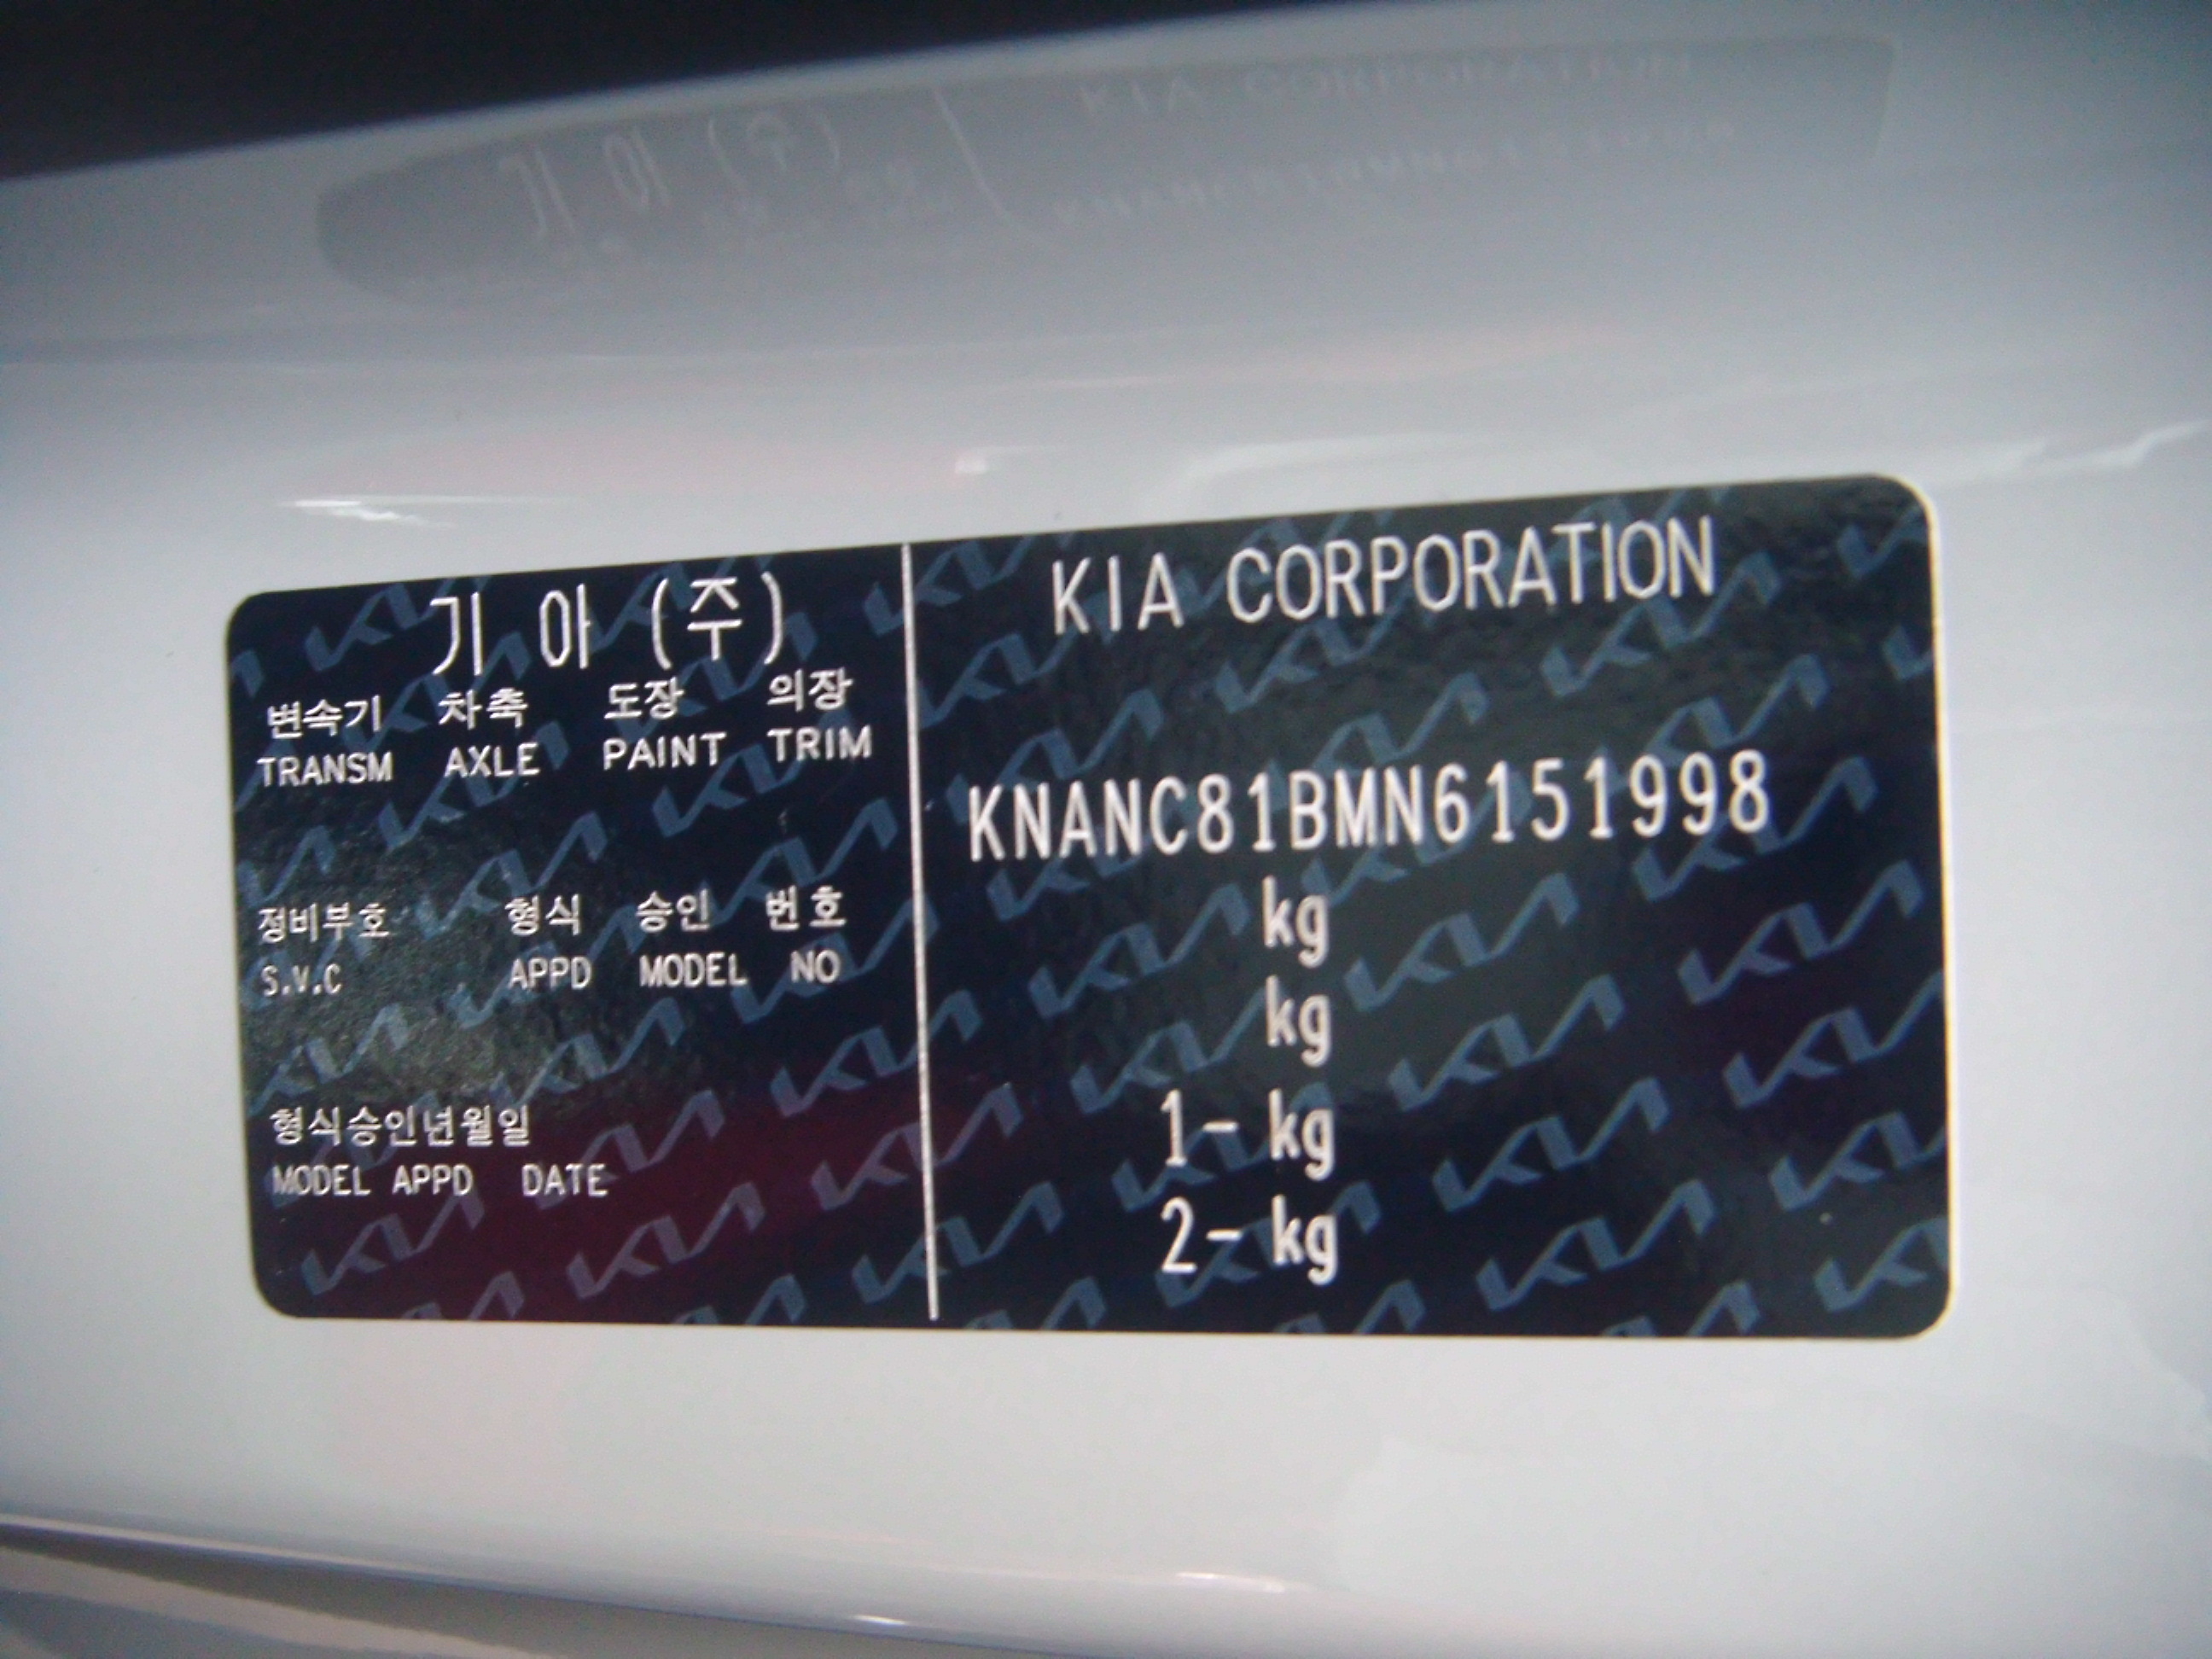 기 아 (주)
변속기 차축 도장 의장
TRANSM AXLE PAINT TRIM
정비부호 형식 승인 번호
S.V.C APPD MODEL NO
형식승인년월일
MODEL APPD DATE
KIA CORPORATION
KNANC81BMN6151998
kg
kg
1- kg
2- kg